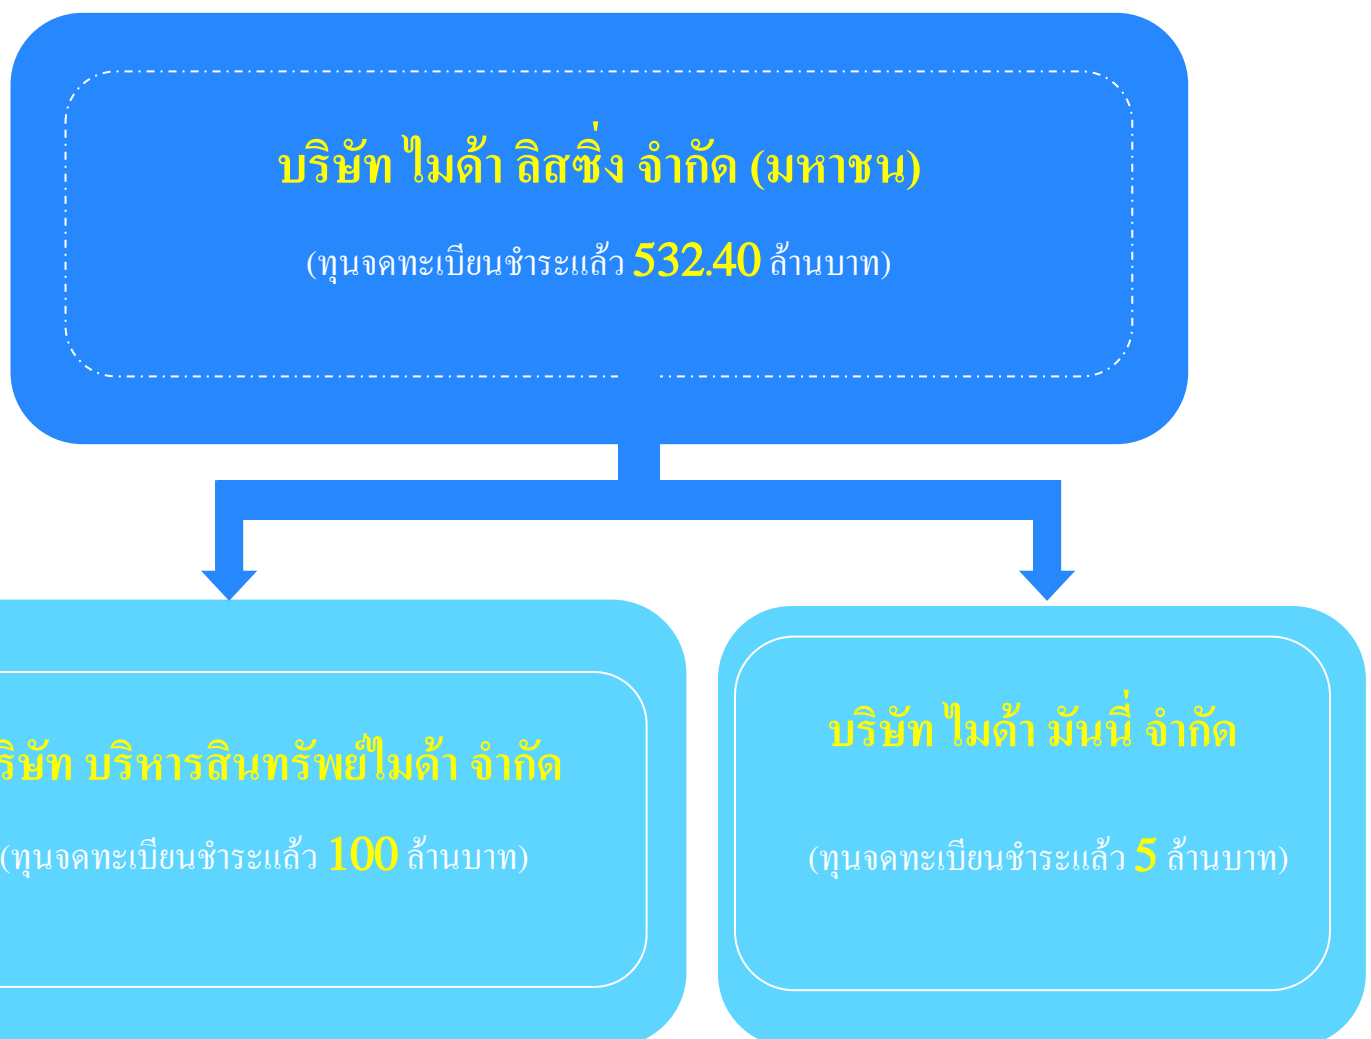 บริษัท ไมด้า ลิสซิ่ง จำกัด (มหาชน)
(ทุนจดทะเบียนชำระแล้ว 532.40 ล้านบาท)
ริษัท บริหารสินทรัพย์ไมด้า จำกัด
(ทุนจดทะเบียนชำระแล้ว 100 ล้านบาท)
บริษัท ไมด้า มันนี่ จำกัด
(ทุนจดทะเบียนชำระแล้ว 5 ล้านบาท)